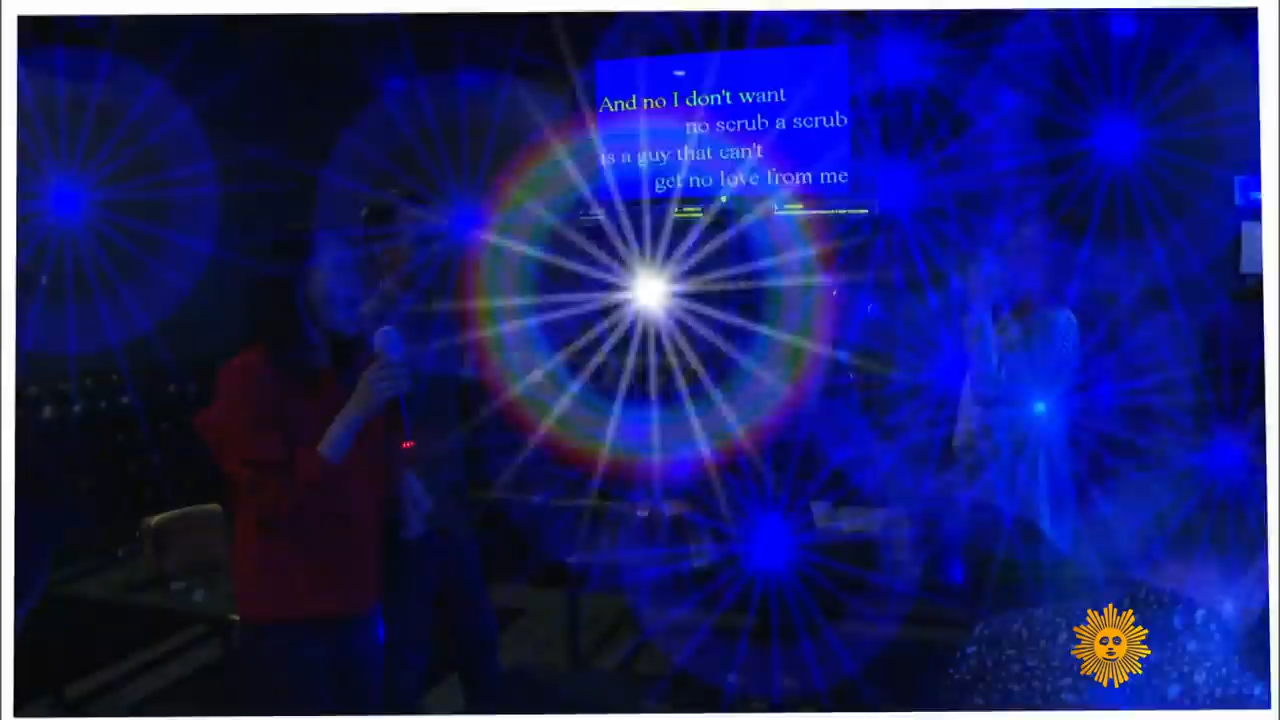 And no I don't want
no scrub a scrub
is a guy that can't
get no love from me